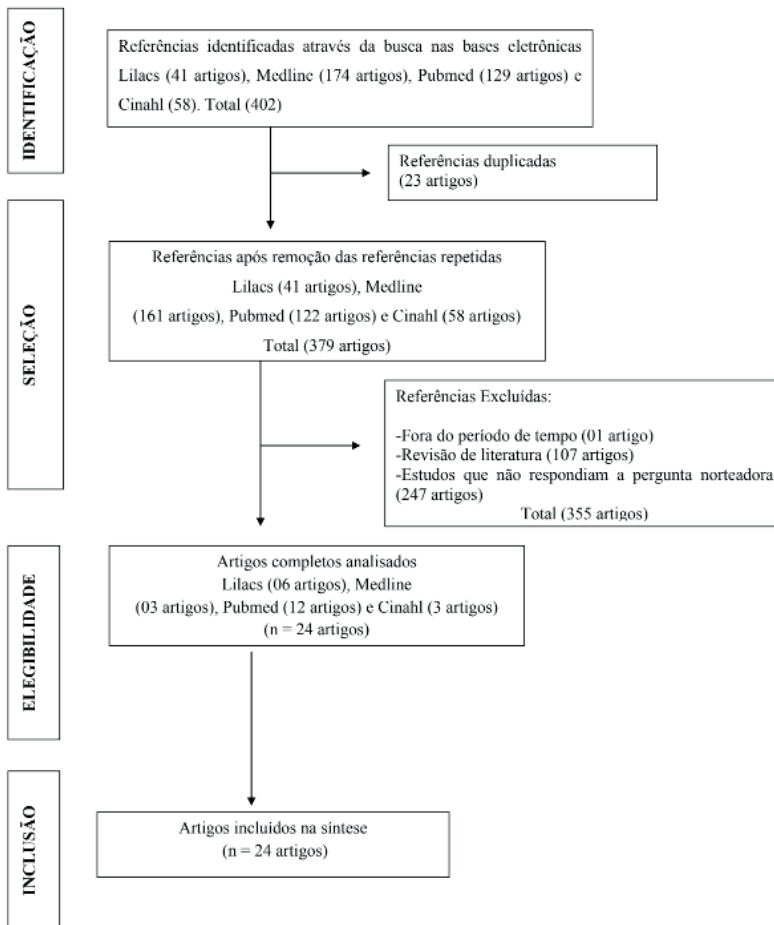 IDENTIFICAÇÃO
Referências identificadas através da busca nas bases eletrônicas
Lilacs (41 artigos), Medline (174 artigos), Pubmed (129 artigos) e
Cinahl (58). Total (402)
Referências duplicadas
(23 artigos)
SELEÇÃO
Referências após remoção das referências repetidas
Lilacs (41 artigos), Medline
(161 artigos), Pubmed (122 artigos) e Cinahl (58 artigos)
Total (379 artigos)
Referências Excluídas:
-Fora do período de tempo (01 artigo)
-Revisão de literatura (107 artigos)
-Estudos que não respondiam a pergunta norteadora
(247 artigos)
Total (355 artigos)
ELEGIBILIDADE
Artigos completos analisados
Lilacs (06 artigos), Medline
(03 artigos), Pubmed (12 artigos) e Cinahl (3 artigos)
(n = 24 artigos)
INCLUSÃO
Artigos incluídos na síntese
(n = 24 artigos)